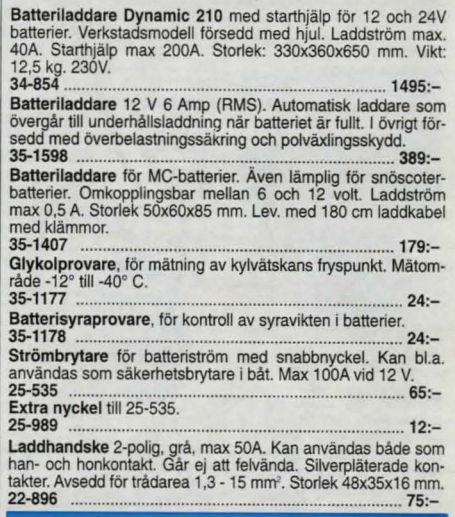 Batteriladdare Dynamic 210 med starthjälp för 12 och 24V
batterier. Verkstadsmodell försedd med hjul. Laddström max.
40A. Starthjälp max 200A. Storlek: 330x360x650 mm. Vikt:
12,5 kg. 230V.
34-854 ............................................................ 1495:–
Batteriladdare 12 V 6 Amp (RMS). Automatisk laddare som
övergår till underhållsladdning när batteriet är fullt. I övrigt för-
sedd med överbelastningssäkring och polväxlingsskydd.
35-1598 ............................................................ 389:–
Batteriladdare för MC-batterier. Även lämplig för snöscoter-
batterier. Omkopplingsbar mellan 6 och 12 volt. Laddström
max 0,5 A. Storlek 50x60x85 mm. Lev. med 180 cm laddkabel
med klämmor.
35-1407 ............................................................ 179:–
Glykolprovare, för mätning av kylvätskans fryspunkt. Mätom-
råde -12° till -40° C.
35-1177 ............................................................ 24:–
Batterisyraprovare, för kontroll av syravikten i batterier.
35-1178 ............................................................ 24:–
Strömbrytare för batteriström med snabbnyckel. Kan bl.a.
användas som säkerhetsbrytare i båt. Max 100A vid 12 V.
25-535 ............................................................ 65:–
Extra nyckel till 25-535.
25-989 ............................................................ 12:–
Laddhandske 2-polig, grå, max 50A. Kan användas både som
han- och honkontakt. Går ej att felvända. Silverpläterade kon-
takter. Avsedd för trådarea 1,3 - 15 mm². Storlek 48x35x16 mm.
22-896 ............................................................ 75:–